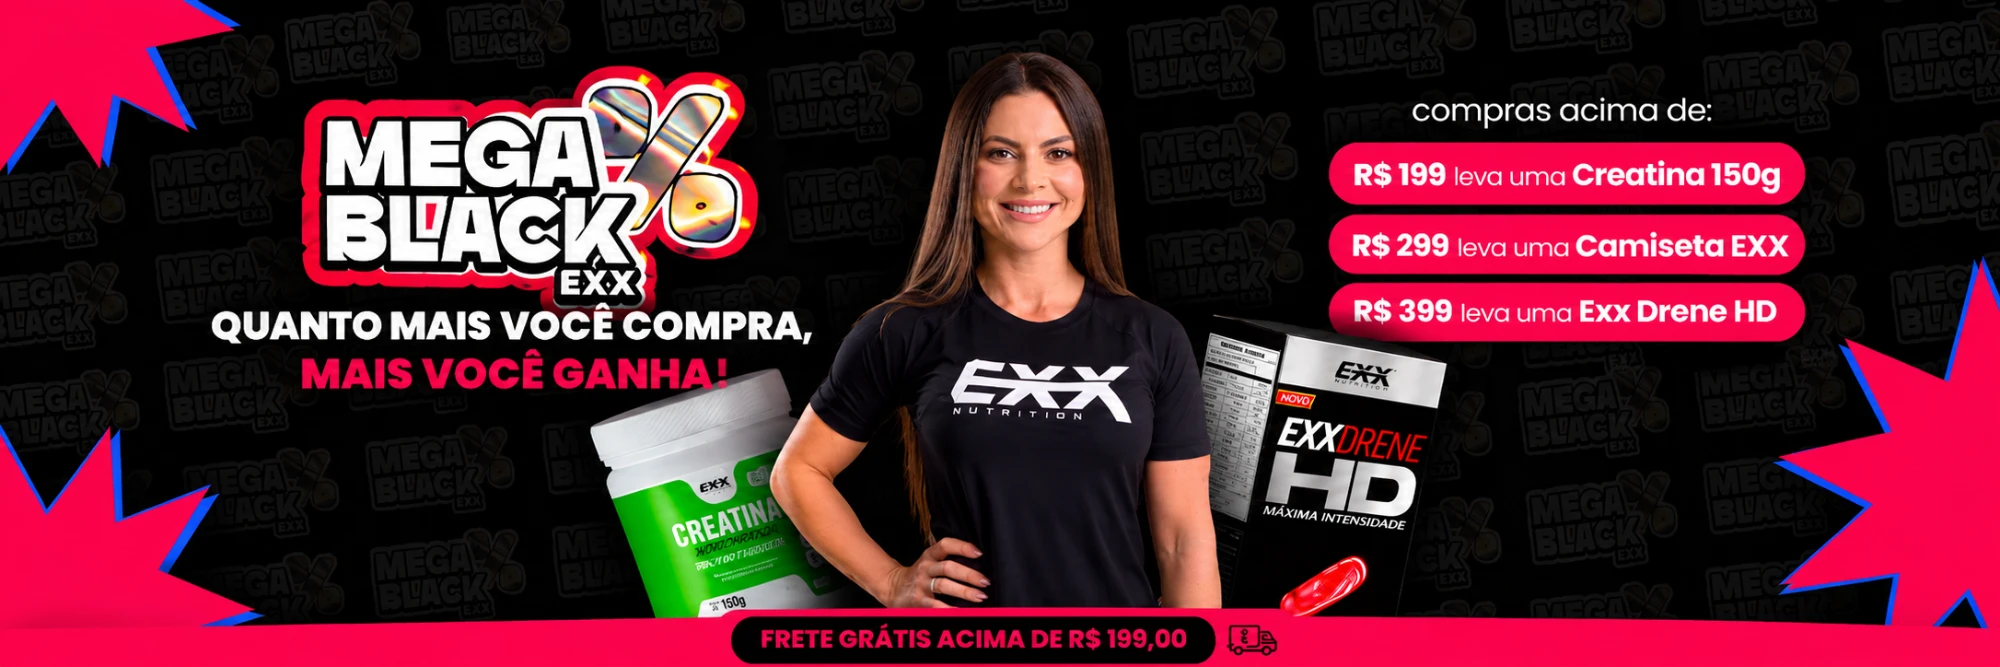 MEGA
BLACK
EXX
QUANTO MAIS VOCÊ COMPRA,
MAIS VOCÊ GANHA!
compras acima de:
R$ 199 leva uma Creatina 150g
R$ 299 leva uma Camiseta EXX
R$ 399 leva uma Exx Drene HD
EXX
NUTRITION
EXX
CREATINA
150g
EXX
NUTRITION
NOVO
EXXDRENE
HD
MÁXIMA INTENSIDADE
FRETE GRÁTIS ACIMA DE R$ 199,00